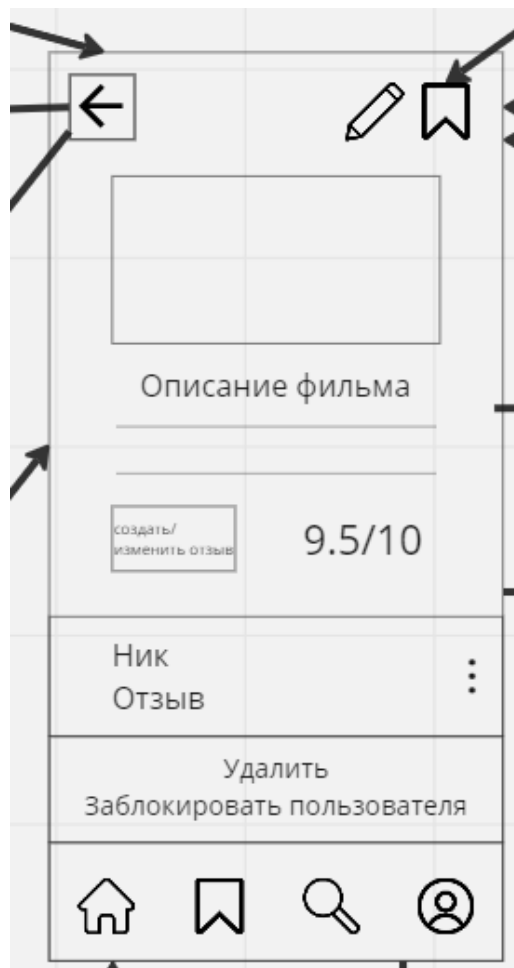 Описание фильма
создать/
изменить отзыв
9.5/10
Ник
Отзыв
Удалить
Заблокировать пользователя